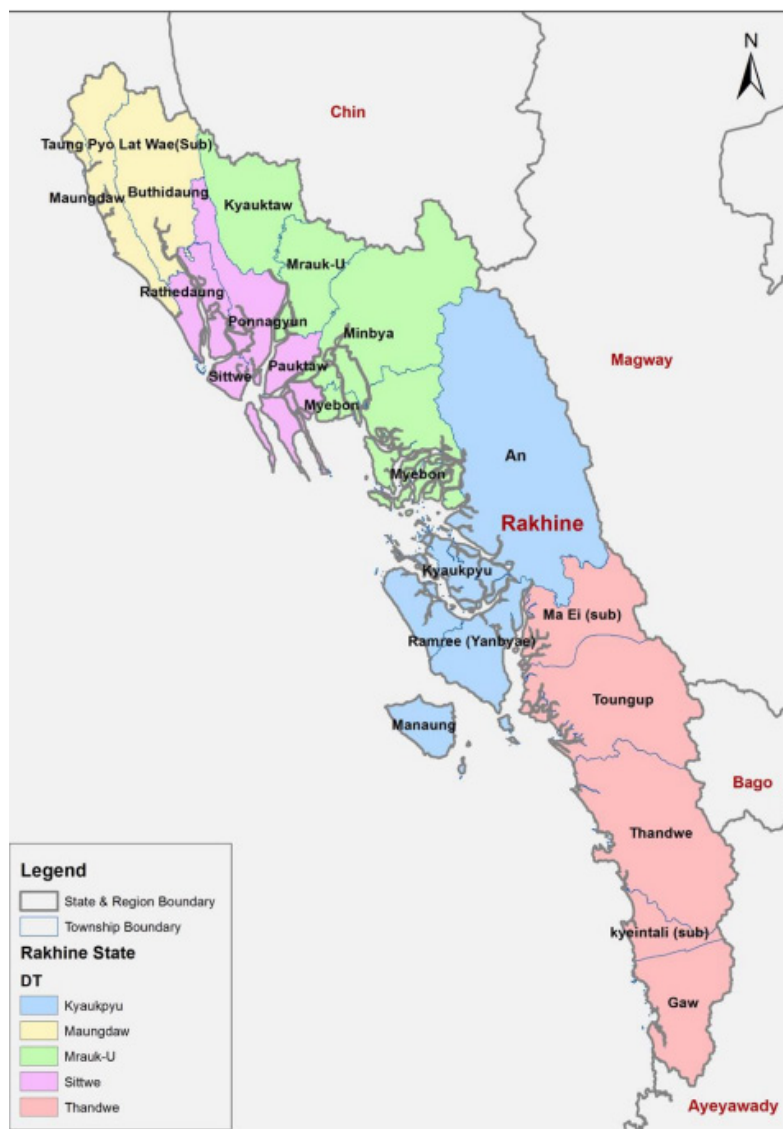 N
Chin
Taung Pyo Lat Wae(Sub)
Maungdaw
Buthidaung
Kyauktaw
Mrauk-U
Rathedaung
Ponnagyun
Minbya
Magway
Pauktaw
Sittwe
Myebon
An
Myebon
Rakhine
Kyaukpyu
Ma Ei (sub)
Ramree (Yanbyae)
Toungup
Manaung
Bago
Thandwe
kyeintali (sub)
Gaw
Ayeyawady
Legend
State & Region Boundary
Township Boundary
Rakhine State
DT
Kyaukpyu
Maungdaw
Mrauk-U
Sittwe
Thandwe